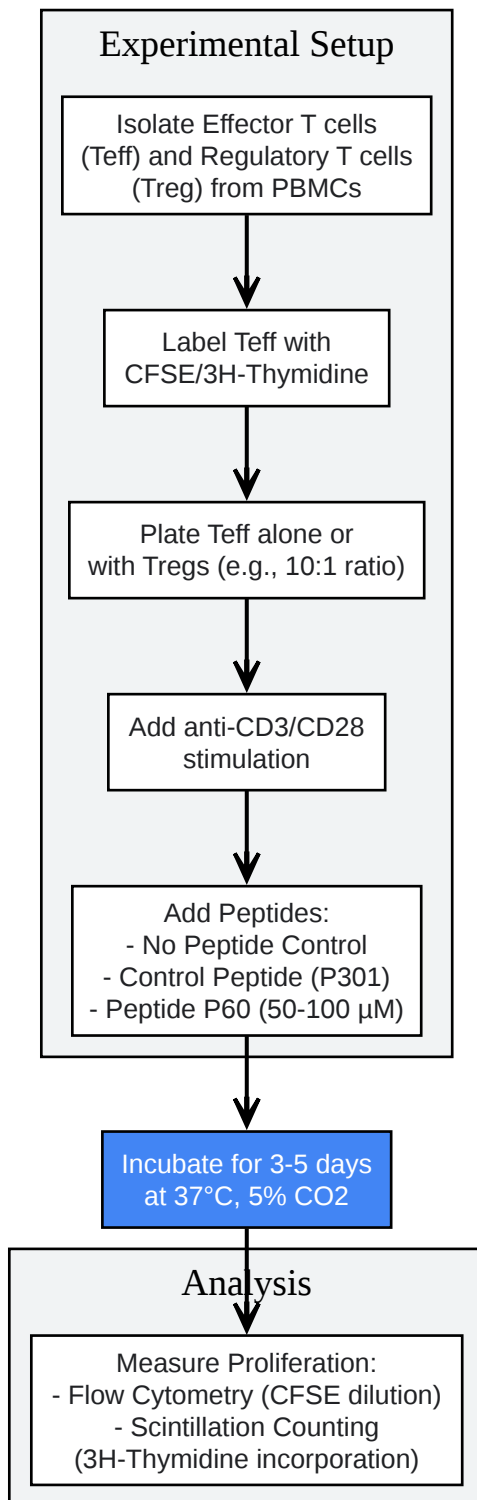 Experimental Setup
Isolate Effector T cells
(Teff) and Regulatory T cells
(Treg) from PBMCs
Label Teff with
CFSE/3H-Thymidine
Plate Teff alone or
with Tregs (e.g., 10:1 ratio)
Add anti-CD3/CD28
stimulation
Add Peptides:
- No Peptide Control
- Control Peptide (P301)
- Peptide P60 (50-100 µM)
Incubate for 3-5 days
at 37°C, 5% CO2
Analysis
Measure Proliferation:
- Flow Cytometry (CFSE dilution)
- Scintillation Counting
(3H-Thymidine incorporation)